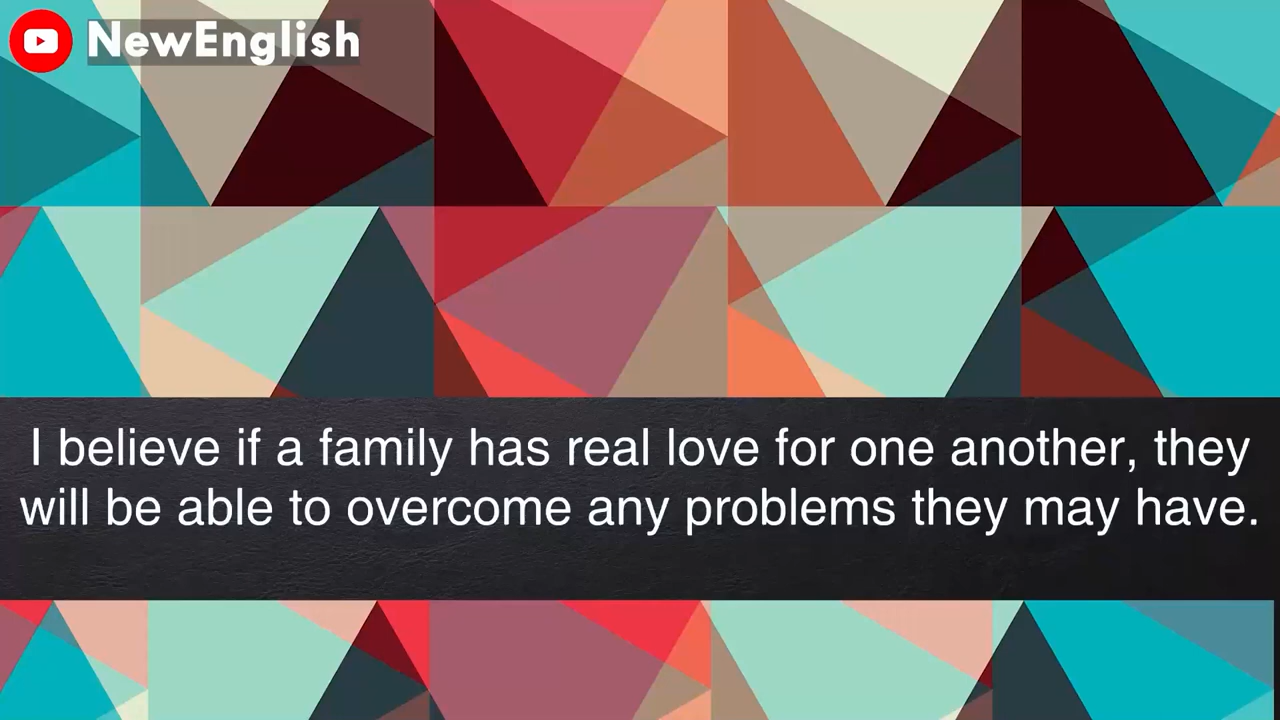 NewEnglish
I believe if a family has real love for one another, they
will be able to overcome any problems they may have.